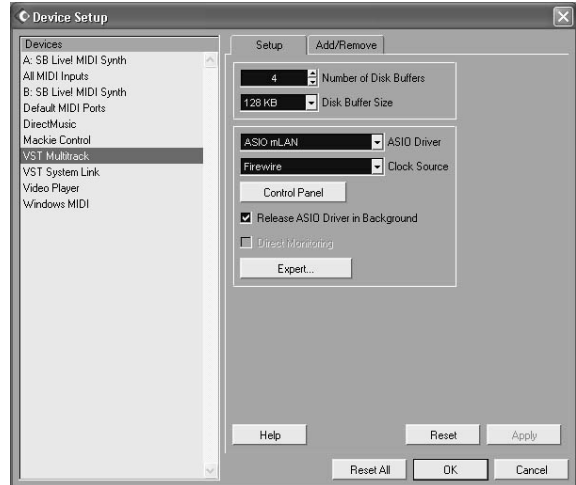 Device Setup
Devices
A: SB Live! MIDI Synth
All MIDI Inputs
B: SB Live! MIDI Synth
Default MIDI Ports
DirectMusic
Mackie Control
VST Multitrack
VST System Link
Video Player
Windows MIDI
Setup Add/Remove
4 Number of Disk Buffers
128 KB Disk Buffer Size
ASIO mLAN ASIO Driver
Firewire Clock Source
Control Panel
Release ASIO Driver in Background
Direct Monitoring
Expert...
Help Reset Apply
Reset All OK Cancel